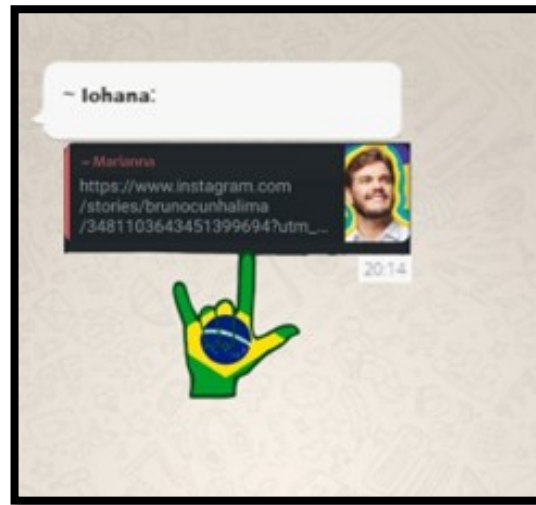 ~ Iohana:
~ Marianna
https://www.instagram.com
/stories/brunocunhalima
/3481103643451399694?utm_...
20:14